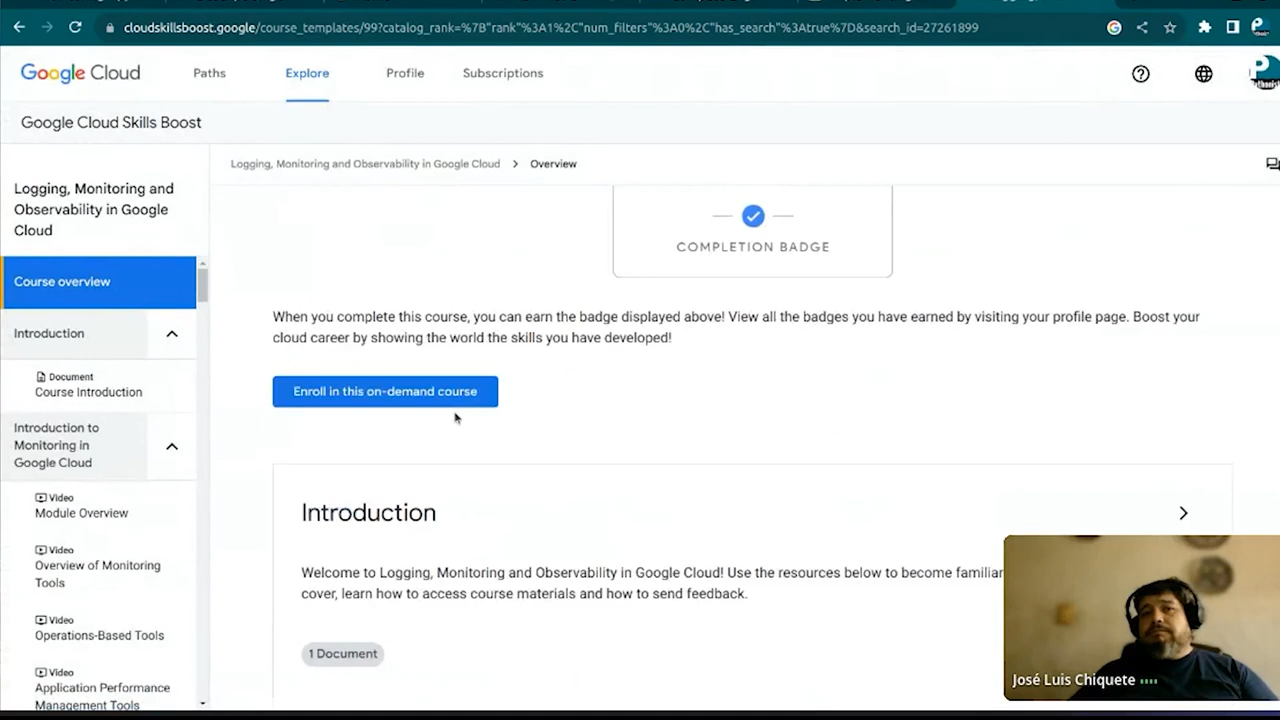 cloudskillsboost.google/course_templates/99?catalog_rank=%7B"rank"%3A1%2C"num_filters"%3A0%2C"has_search"%3Atrue%7D&search_id=27261899
Google Cloud
Paths
Explore
Profile
Subscriptions
Google Cloud Skills Boost
Logging, Monitoring and
Observability in Google
Cloud
Course overview
Introduction
Document
Course Introduction
Introduction to
Monitoring in
Google Cloud
Video
Module Overview
Video
Overview of Monitoring
Tools
Video
Operations-Based Tools
Video
Application Performance
Management Tools
Logging, Monitoring and Observability in Google Cloud > Overview
COMPLETION BADGE
When you complete this course, you can earn the badge displayed above! View all the badges you have earned by visiting your profile page. Boost your
cloud career by showing the world the skills you have developed!
Enroll in this on-demand course
Introduction
Welcome to Logging, Monitoring and Observability in Google Cloud! Use the resources below to become familiar
cover, learn how to access course materials and how to send feedback.
1 Document
José Luis Chiquete